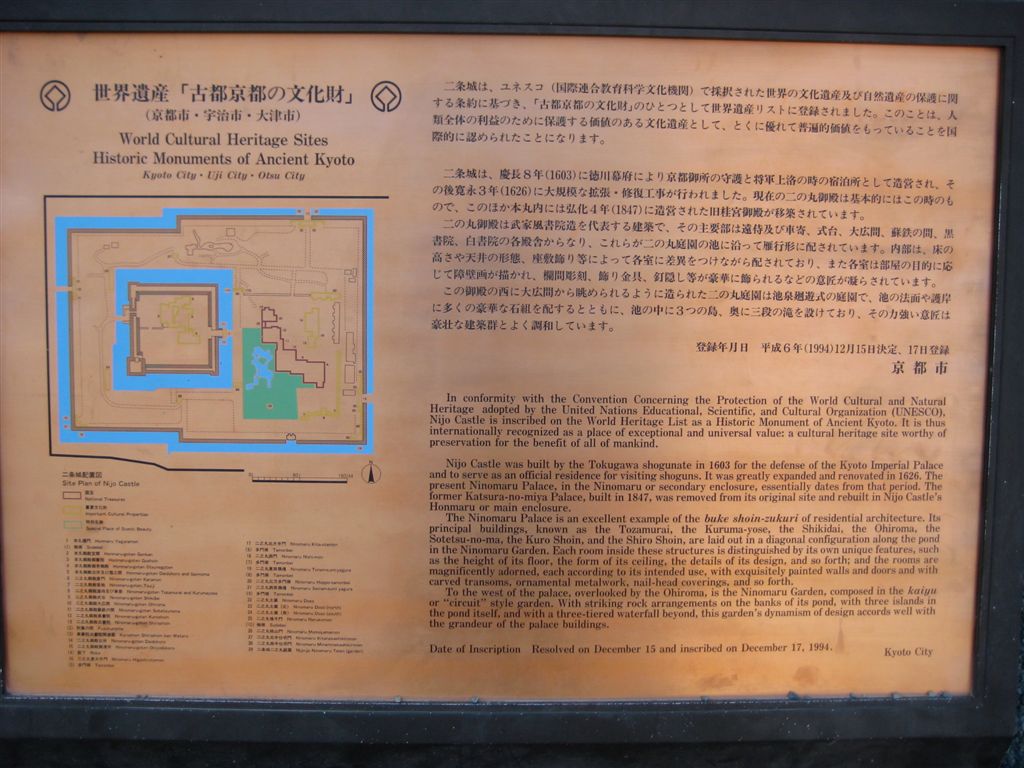 世界遺産「古都京都の文化財」
(京都市・宇治市・大津市)
World Cultural Heritage Sites
Historic Monuments of Ancient Kyoto
Kyoto City · Uji City · Otsu City
二条城配置図
Site Plan of Nijo Castle
国宝
National Treasures
重要文化財
Important Cultural Properties
特別名勝
Special Place of Scenic Beauty
二条城は、ユネスコ(国際連合教育科学文化機関)で採択された世界の文化遺産及び自然遺産の保護に関
する条約に基づき、「古都京都の文化財」のひとつとして世界遺産リストに登録されました。このことは、人
類全体の利益のために保護する価値のある文化遺産として、とくに優れて普遍的価値をもっていることを国
際的に認められたことになります。
二条城は、慶長8年(1603)に徳川幕府により京都御所の守護と将軍上洛の時の宿泊所として造営され、そ
の後寛永3年(1626)に大規模な拡張・修復工事が行われました。現在の二の丸御殿は基本的にはこの時のも
ので、このほか本丸内には弘化4年(1847)に造営された旧桂宮御殿が移築されています。
二の丸御殿は武家風書院造を代表する建築で、その主要部は遠侍及び車寄、式台、大広間、蘇鉄の間、黒
書院、白書院の各殿舎からなり、これらが二の丸庭園の池に沿って雁行形に配されています。内部は、床の
高さや天井の形態、座敷飾り等によって各室に差異をつけながら配されており、また各室は部屋の目的に応
じて障壁画が描かれ、欄間彫刻、飾り金具、釘隠し等が豪華に飾られるなどの意匠が凝らされています。
この御殿の西に大広間から眺められるように造られた二の丸庭園は池泉廻遊式の庭園で、池の法面や護岸
に多くの豪華な石組を配するとともに、池の中に3つの島、奥に三段の滝を設けており、その力強い意匠は
豪壮な建築群とよく調和しています。
登録年月日 平成6年(1994)12月15日決定、17日登録
京都市
In conformity with the Convention Concerning the Protection of the World Cultural and Natural
Heritage adopted by the United Nations Educational, Scientific, and Cultural Organization (UNESCO),
Nijo Castle is inscribed on the World Heritage List as a Historic Monument of Ancient Kyoto. It is thus
internationally recognized as a place of exceptional and universal value: a cultural heritage site worthy of
preservation for the benefit of all of mankind.
Nijo Castle was built by the Tokugawa shogunate in 1603 for the defense of the Kyoto Imperial Palace
and to serve as an official residence for visiting shoguns. It was greatly expanded and renovated in 1626. The
present Ninomaru Palace, in the Ninomaru or secondary enclosure, essentially dates from that period. The
former Katsura-no-miya Palace, built in 1847, was removed from its original site and rebuilt in Nijo Castle's
Honmaru or main enclosure.
The Ninomaru Palace is an excellent example of the buke shoin-zukuri of residential architecture. Its
principal buildings, known as the Tozamurai, the Kuruma-yose, the Shikidai, the Ohiroma, the
Sotetsu-no-ma, the Kuro Shoin, and the Shiro Shoin, are laid out in a diagonal configuration along the pond
in the Ninomaru Garden. Each room inside these structures is distinguished by its own unique features, such
as the height of its floor, the form of its ceiling, the details of its design, and so forth; and the rooms are
magnificently adorned, each according to its intended use, with exquisitely painted walls and doors and with
carved transoms, ornamental metalwork, nail-head coverings, and so forth.
To the west of the palace, overlooked by the Ohiroma, is the Ninomaru Garden, composed in the kaiyu
or "circuit" style garden. With striking rock arrangements on the banks of its pond, with three islands in
the pond itself, and with a three-tiered waterfall beyond, this garden's dynamism of design accords well with
the grandeur of the palace buildings.
Date of Inscription Resolved on December 15 and inscribed on December 17, 1994.
Kyoto City